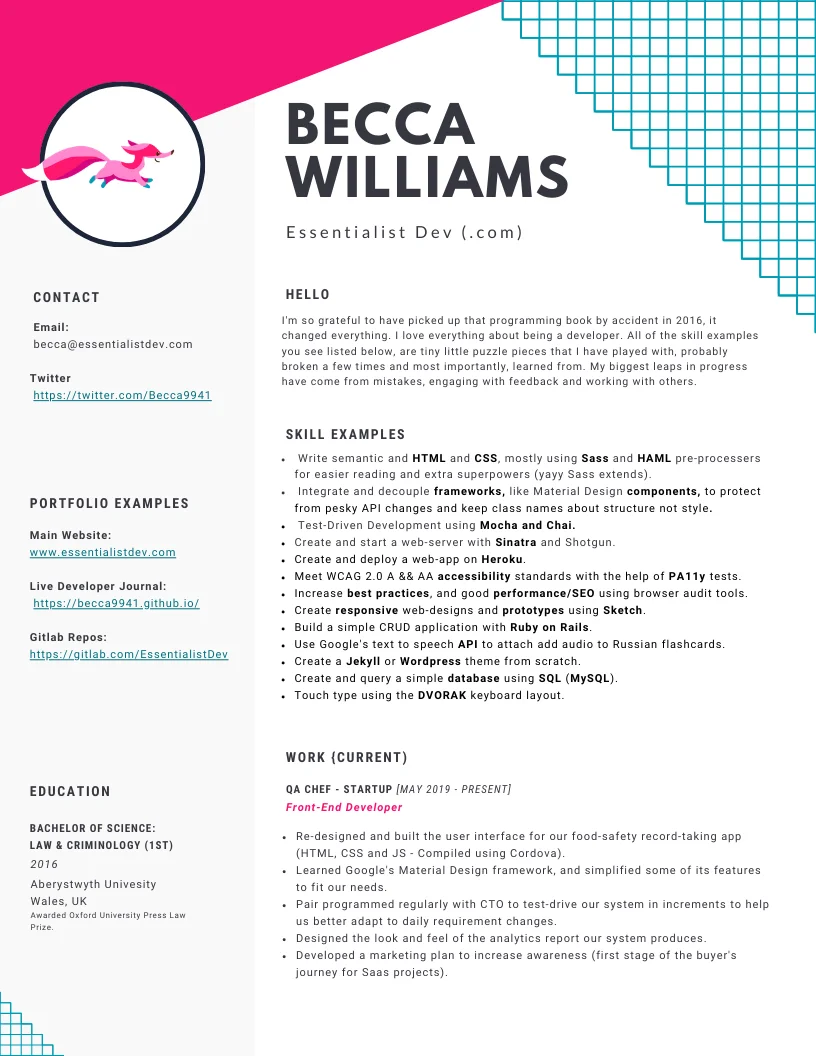 BECCA
WILLIAMS
Essentialist Dev (.com)
CONTACT
Email:
becca@essentialistdev.com
Twitter
https://twitter.com/Becca9941
PORTFOLIO EXAMPLES
Main Website:
www.essentialistdev.com
Live Developer Journal:
https://becca9941.github.io/
Gitlab Repos:
https://gitlab.com/EssentialistDev
EDUCATION
BACHELOR OF SCIENCE:
LAW & CRIMINOLOGY (1ST)
2016
Aberystwyth Univesity
Wales, UK
Awarded Oxford University Press Law
Prize.
HELLO
I'm so grateful to have picked up that programming book by accident in 2016, it
changed everything. I love everything about being a developer. All of the skill examples
you see listed below, are tiny little puzzle pieces that I have played with, probably
broken a few times and most importantly, learned from. My biggest leaps in progress
have come from mistakes, engaging with feedback and working with others.
SKILL EXAMPLES
• Write semantic and HTML and CSS, mostly using Sass and HAML pre-processers
for easier reading and extra superpowers (yayy Sass extends).
• Integrate and decouple frameworks, like Material Design components, to protect
from pesky API changes and keep class names about structure not style.
• Test-Driven Development using Mocha and Chai.
• Create and start a web-server with Sinatra and Shotgun.
• Create and deploy a web-app on Heroku.
• Meet WCAG 2.0 A && AA accessibility standards with the help of PA11y tests.
• Increase best practices, and good performance/SEO using browser audit tools.
• Create responsive web-designs and prototypes using Sketch.
• Build a simple CRUD application with Ruby on Rails.
• Use Google's text to speech API to attach add audio to Russian flashcards.
• Create a Jekyll or Wordpress theme from scratch.
• Create and query a simple database using SQL (MySQL).
• Touch type using the DVORAK keyboard layout.
WORK {CURRENT)
QA CHEF - STARTUP [MAY 2019 - PRESENT]
Front-End Developer
• Re-designed and built the user interface for our food-safety record-taking app
(HTML, CSS and JS - Compiled using Cordova).
• Learned Google's Material Design framework, and simplified some of its features
to fit our needs.
• Pair programmed regularly with CTO to test-drive our system in increments to help
us better adapt to daily requirement changes.
• Designed the look and feel of the analytics report our system produces.
• Developed a marketing plan to increase awareness (first stage of the buyer's
journey for Saas projects).